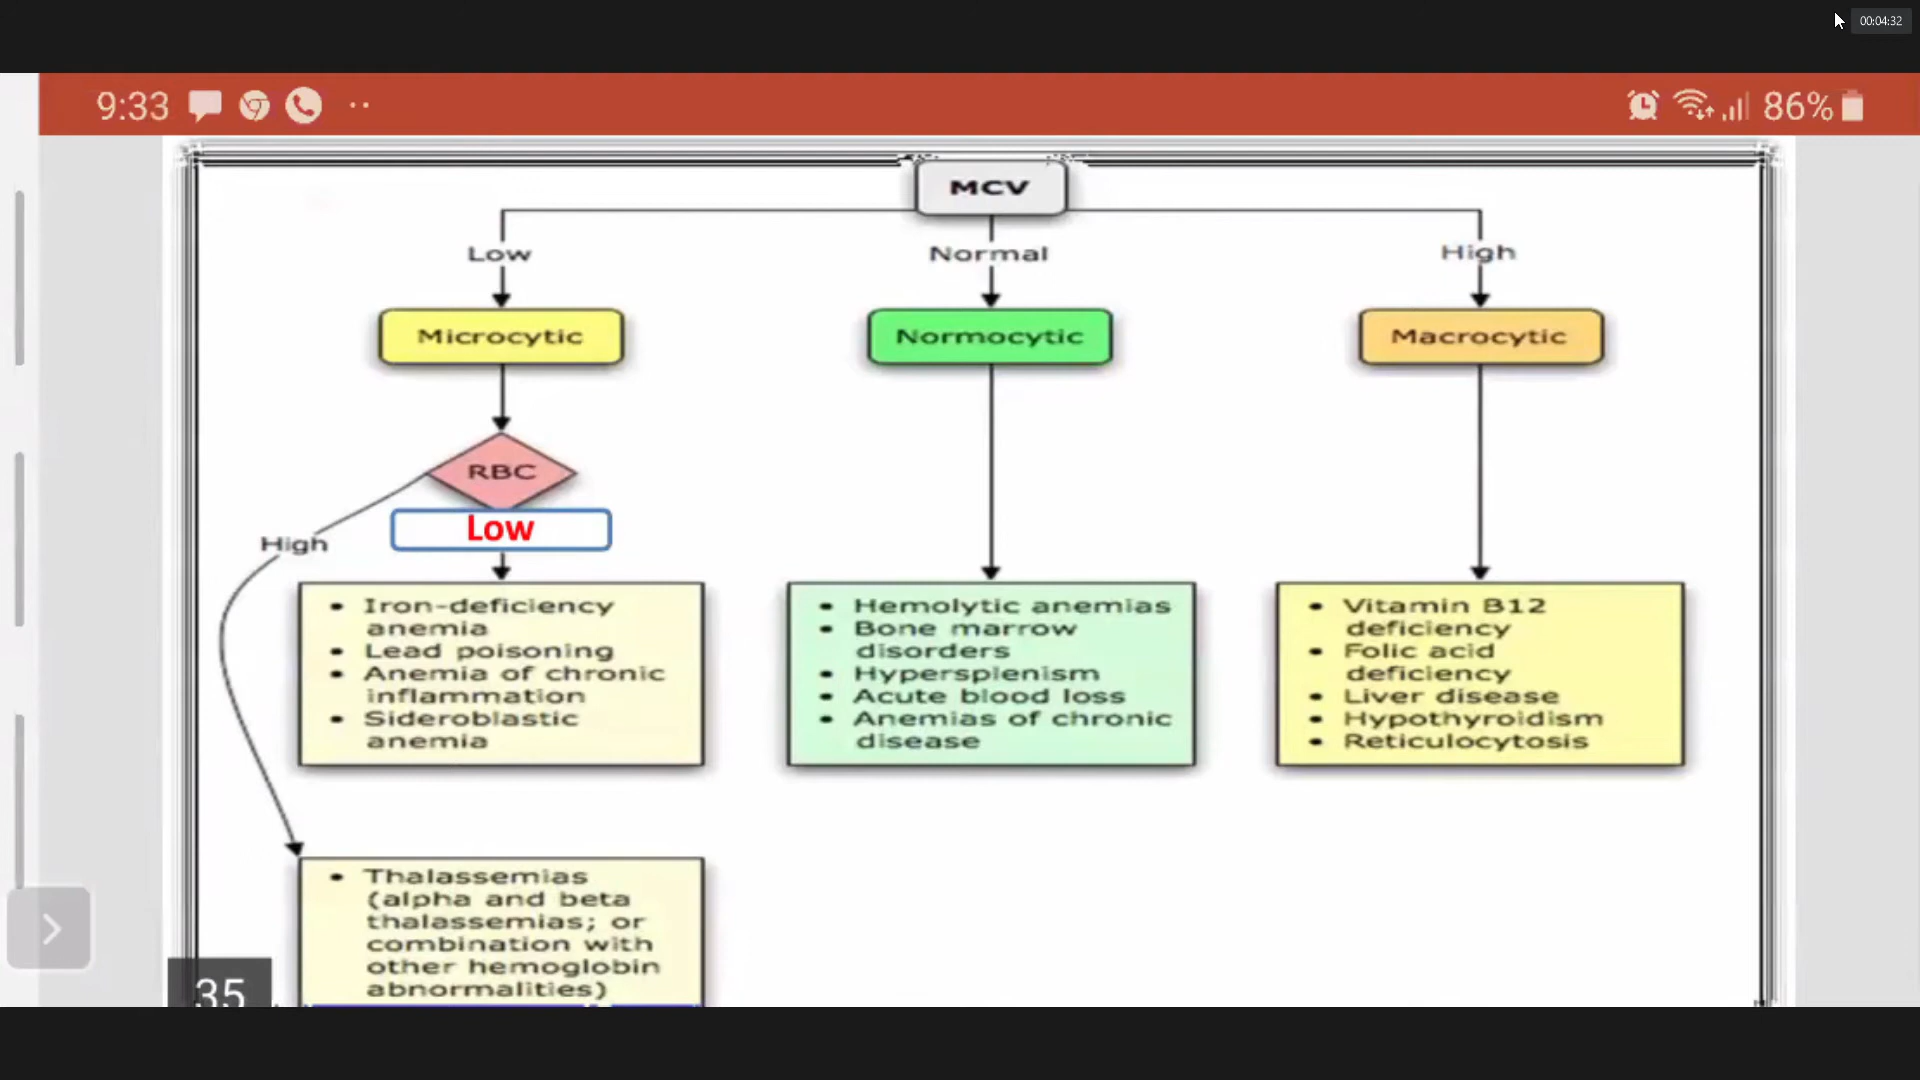 00:04:32
9:33
86%
MCV
Low
Normal
High
Microcytic
Normocytic
Macrocytic
RBC
Low
High
• Iron-deficiency
anemia
• Lead poisoning
• Anemia of chronic
inflammation
• Sideroblastic
anemia
• Hemolytic anemias
• Bone marrow
disorders
• Hypersplenism
• Acute blood loss
• Anemias of chronic
disease
• Vitamin B12
deficiency
• Folic acid
deficiency
• Liver disease
• Hypothyroidism
• Reticulocytosis
• Thalassemias
(alpha and beta
thalassemias; or
combination with
other hemoglobin
abnormalities)
35